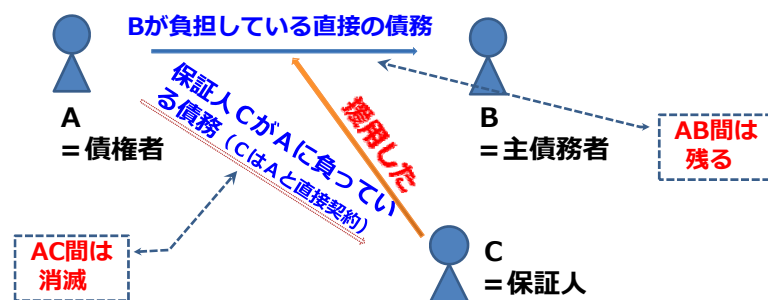 Bが負担している直接の債務
A
=債権者
B
=主債務者
保証人CがAに負ってい
る債務(CはAと直接契約)
援用した
AB間は
残る
AC間は
消滅
C
=保証人